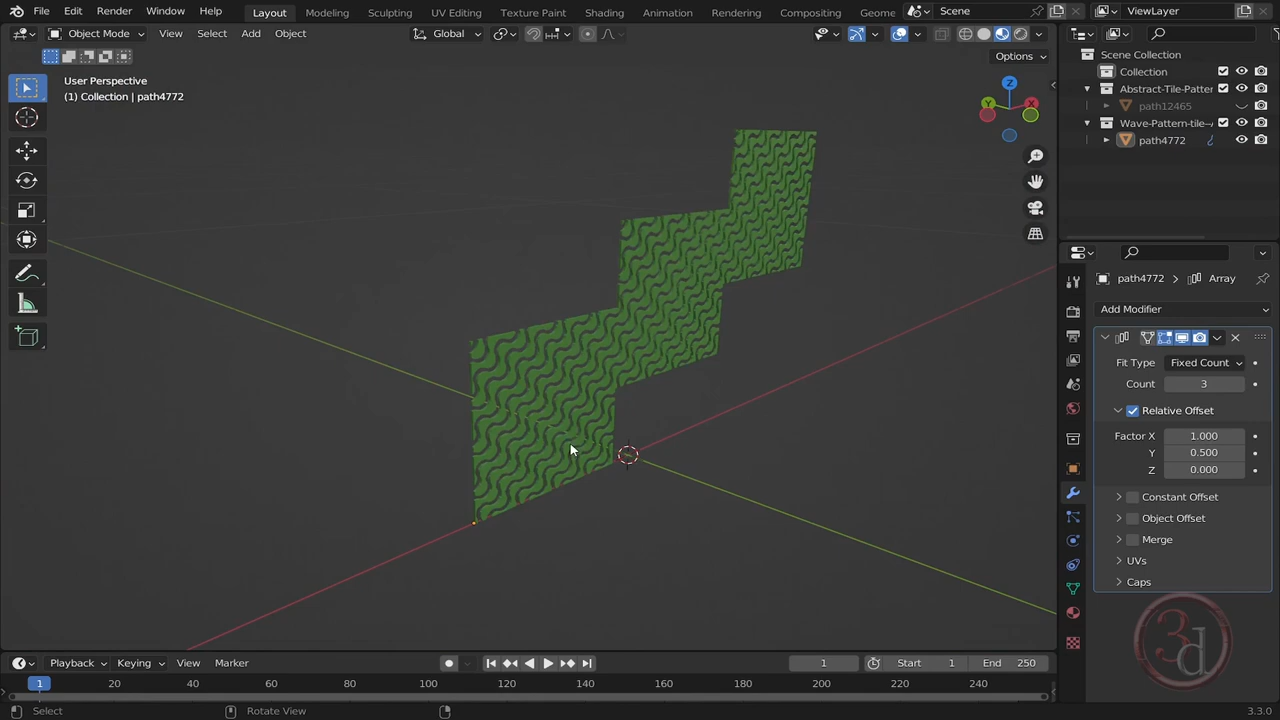 File Edit Render Window Help Layout Modeling Sculpting UV Editing Texture Paint Shading Animation Rendering Compositing Geome Scene ViewLayer
Object Mode View Select Add Object Global
Options
User Perspective
(1) Collection | path4772
Z
Y
X
Scene Collection
Collection
Abstract-Tile-Patter
path12465
Wave-Pattern-tile-
path4772
path4772 Array
Add Modifier
Fit Type Fixed Count
Count 3
Relative Offset
Factor X 1.000
Y 0.500
Z 0.000
Constant Offset
Object Offset
Merge
UVs
Caps
3d
Playback Keying View Marker 1 Start 1 End 250
1 20 40 60 80 100 120 140 160 180 200 220 240
Select Rotate View 3.3.0